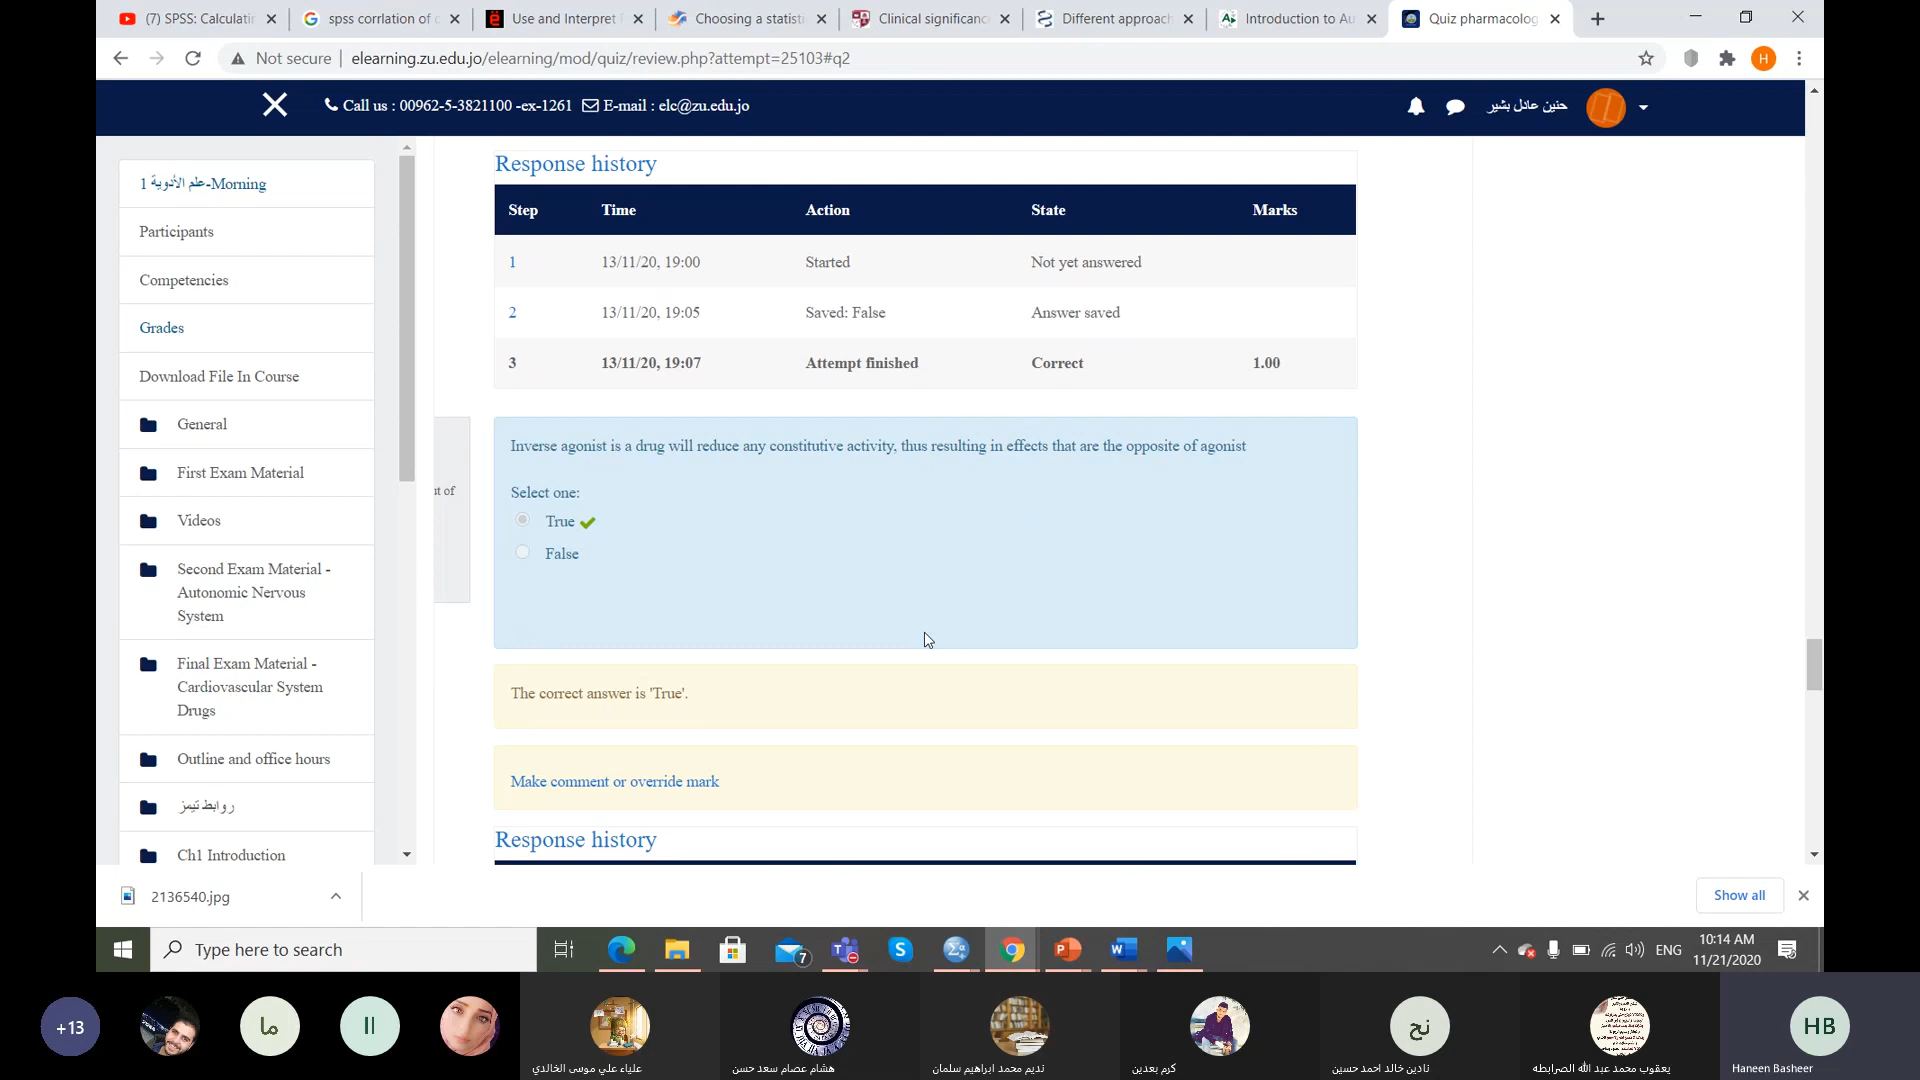 (7) SPSS: Calculatin
spss corrlation of c
Use and Interpret F
Choosing a statisti
Clinical significance
Different approach
Introduction to Au
Quiz pharmacolog
Not secure | elearning.zu.edu.jo/elearning/mod/quiz/review.php?attempt=25103#q2
H
Call us : 00962-5-3821100 -ex-1261 E-mail : elc@zu.edu.jo
حنين عادل بشير
علم الأدوية 1-Morning
Participants
Competencies
Grades
Download File In Course
General
First Exam Material
Videos
Second Exam Material -
Autonomic Nervous
System
Final Exam Material -
Cardiovascular System
Drugs
Outline and office hours
روابط تيمز
Ch1 Introduction
Response history
Step Time Action State Marks
1 13/11/20, 19:00 Started Not yet answered
2 13/11/20, 19:05 Saved: False Answer saved
3 13/11/20, 19:07 Attempt finished Correct 1.00
ut of
Inverse agonist is a drug will reduce any constitutive activity, thus resulting in effects that are the opposite of agonist
Select one:
True
False
The correct answer is 'True'.
Make comment or override mark
Response history
2136540.jpg
Show all
Type here to search
7
ENG
10:14 AM
11/21/2020
+13
ما
اا
علياء علي موسى الخالدي
هشام عصام سعد حسن
نديم محمد ابراهيم سلمان
كرم بعدين
نح
نادين خالد احمد حسين
يعقوب محمد عبد الله الصرابطه
HB
Haneen Basheer